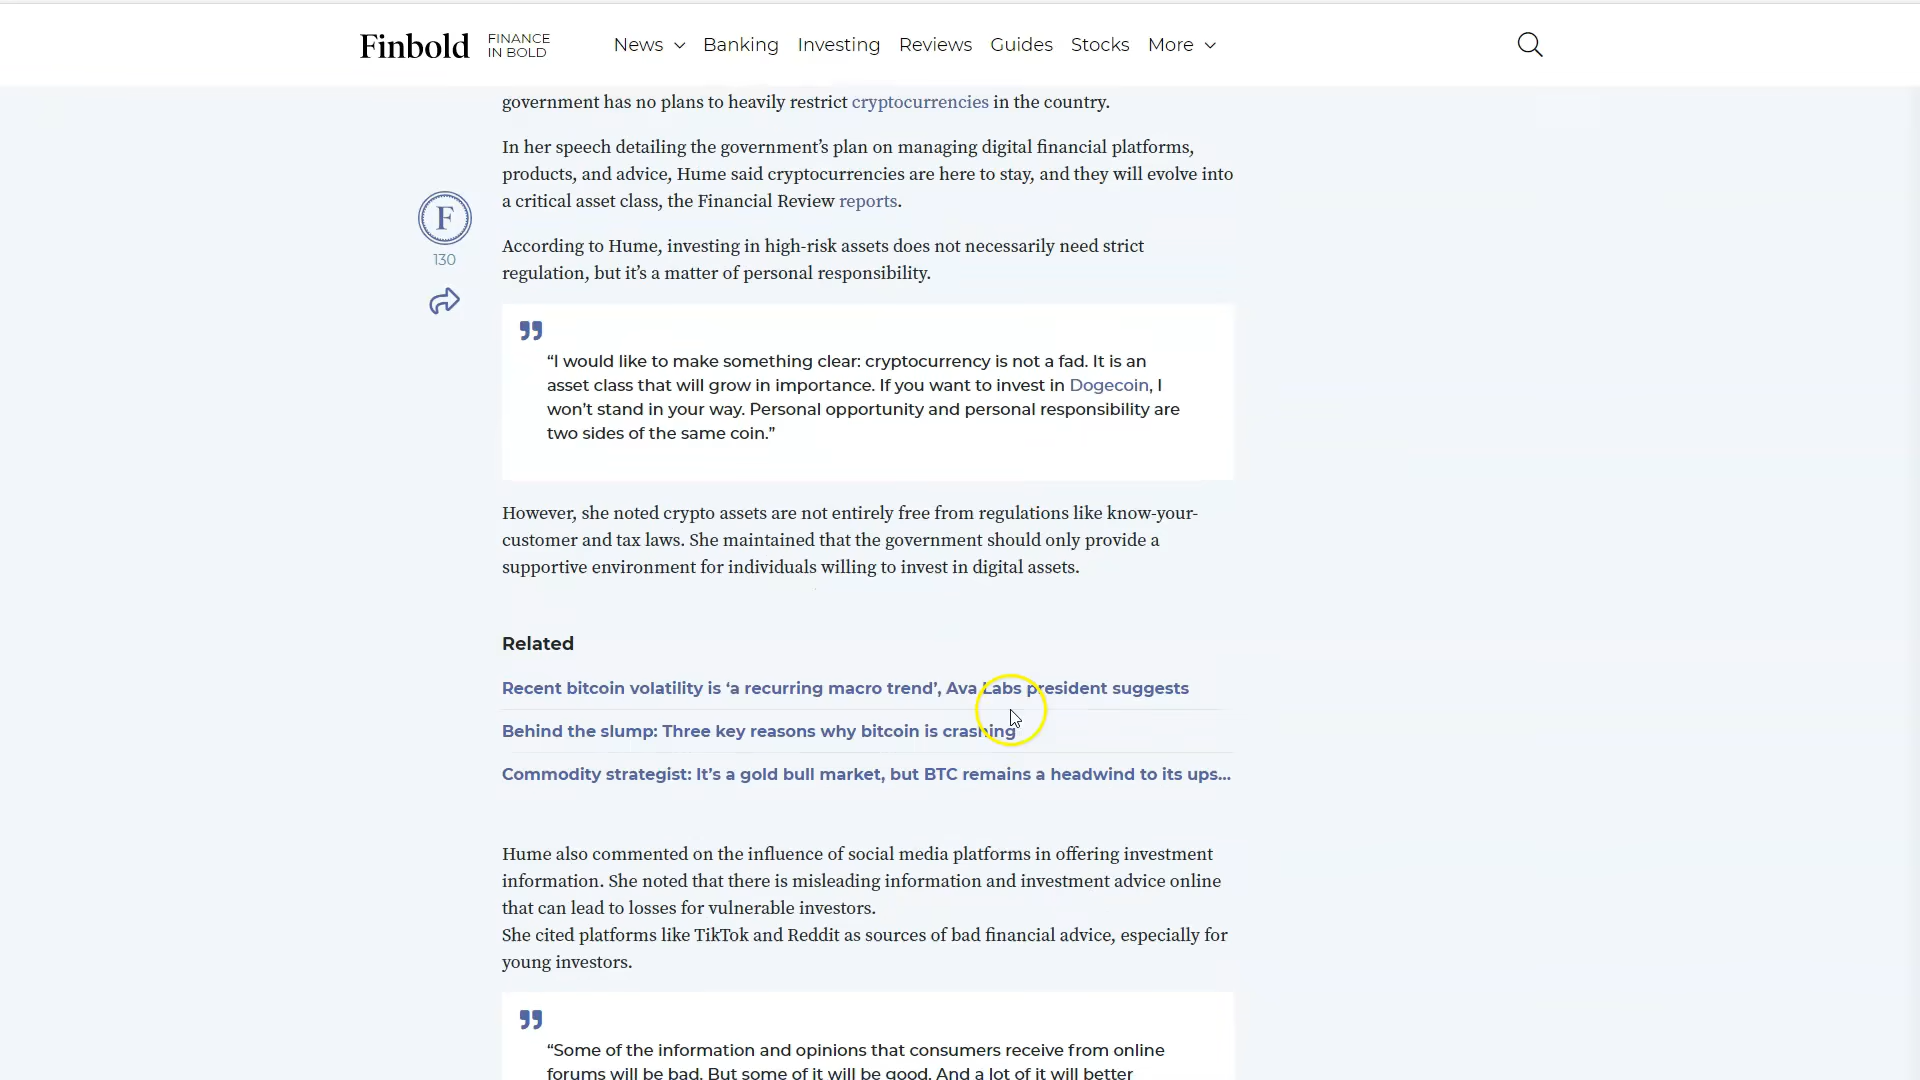 Finbold
FINANCE
IN BOLD
News Banking Investing Reviews Guides Stocks More
government has no plans to heavily restrict cryptocurrencies in the country.
In her speech detailing the government’s plan on managing digital financial platforms,
products, and advice, Hume said cryptocurrencies are here to stay, and they will evolve into
a critical asset class, the Financial Review reports.
F
130
According to Hume, investing in high-risk assets does not necessarily need strict
regulation, but it’s a matter of personal responsibility.
“I would like to make something clear: cryptocurrency is not a fad. It is an
asset class that will grow in importance. If you want to invest in Dogecoin, I
won’t stand in your way. Personal opportunity and personal responsibility are
two sides of the same coin.”
However, she noted crypto assets are not entirely free from regulations like know-your-
customer and tax laws. She maintained that the government should only provide a
supportive environment for individuals willing to invest in digital assets.
Related
Recent bitcoin volatility is ‘a recurring macro trend’, Ava Labs president suggests
Behind the slump: Three key reasons why bitcoin is crashing
Commodity strategist: It’s a gold bull market, but BTC remains a headwind to its ups...
Hume also commented on the influence of social media platforms in offering investment
information. She noted that there is misleading information and investment advice online
that can lead to losses for vulnerable investors.
She cited platforms like TikTok and Reddit as sources of bad financial advice, especially for
young investors.
“Some of the information and opinions that consumers receive from online
forums will be bad. But some of it will be good. And a lot of it will better